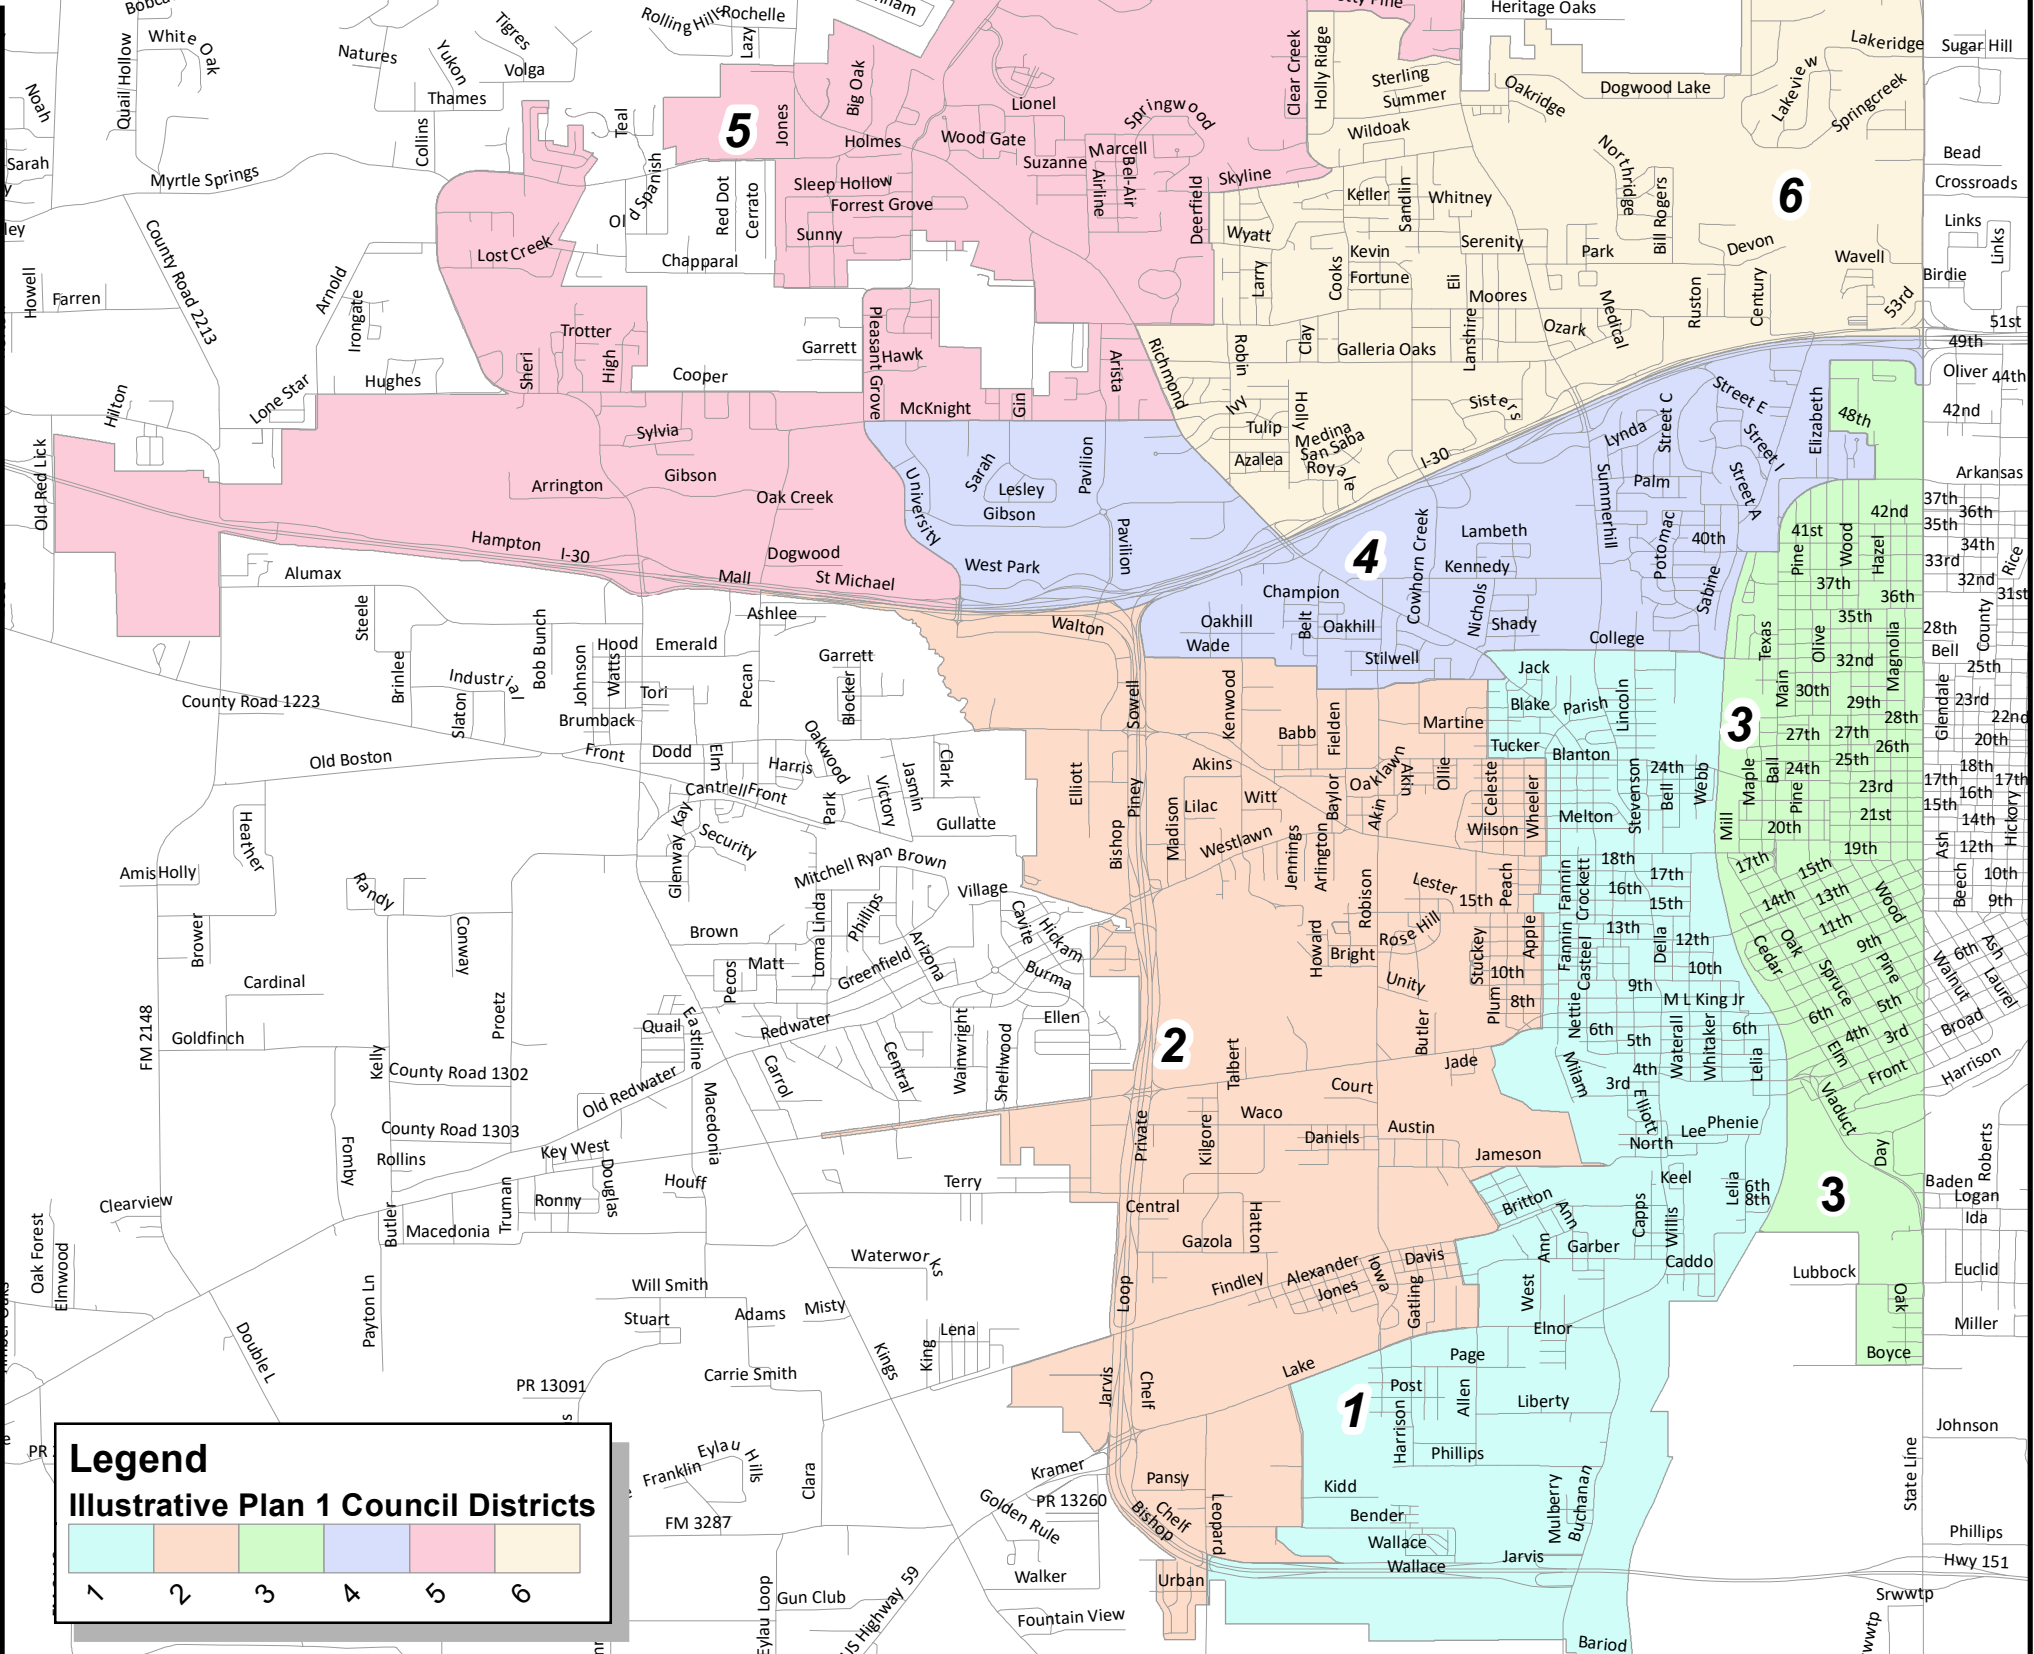 Bobca
White Oak
Quail Hollow
Noah
Sarah
Natures
Yukon
Tigres
Volga
Thames
Collins
Myrtle Springs
Rolling Hills
Rochelle
Lazy
nham
Teal
Old Spanish
Red Dot
Cerrato
Chapparal
Lost Creek
5
Jones
Big Oak
Holmes
Sleep Hollow
Forrest Grove
Sunny
Lionel
Wood Gate
Suzanne
Marcell
Springwood
Airline
Bel-Air
Deerfield
Skyline
Clear Creek
Holly Ridge
Sterling
Summer
Wildoak
Heritage Oaks
Oakridge
Dogwood Lake
Lakeridge
Lakeview
Springcreek
Sugar Hill
Bead
Crossroads
Links
Links
Birdie
51st
49th
6
Northridge
Bill Rogers
Keller
Sandlin
Whitney
Wyatt
Larry
Cooks
Kevin
Fortune
Serenity
Eli
Moores
Park
Medical
Ozark
Devon
Ruston
Century
Wavell
53rd
Robin
Clay
Galleria Oaks
Lanshire
Richmond
Ivy
Tulip
Holly
Azalea
Medina
San Saba
Royale
Sisters
I-30
ley
Howell
Farren
County Road 2213
Arnold
Irongate
Hughes
Lone Star
Hilton
Old Red Lick
Trotter
Sheri
High
Cooper
Garrett
Pleasant Grove
Hawk
McKnight
Gin
Arista
Sylvia
Gibson
Arrington
Oak Creek
Hampton
I-30
Dogwood
Mall
St Michael
University
Sarah
Lesley
Gibson
Pavilion
Pavilion
West Park
4
Lynda
Street C
Street E
Street I
Street A
Elizabeth
48th
Palm
Summerhill
Potomac
40th
Sabine
College
Cowhorn Creek
Lambeth
Kennedy
Nichols
Shady
Champion
Belt
Oakhill
Oakhill
Wade
Stilwell
Oliver
44th
42nd
Arkansas
37th
36th
35th
34th
33rd
32nd
31st
Rice
County
28th
Bell
25th
Glendale
23rd
22nd
20th
18th
17th
17th
16th
15th
14th
Hickory
Ash
12th
Beech
10th
9th
6th
Ash
Walnut
Laurel
Broad
Harrison
42nd
41st
Pine
Wood
Hazel
37th
36th
35th
Texas
Olive
Magnolia
32nd
Main
30th
29th
28th
3
27th
27th
26th
25th
Maple
Ball
24th
Pine
23rd
Mill
21st
20th
19th
17th
15th
14th
13th
Wood
11th
Cedar
Oak
9th
Pine
Spruce
5th
6th
4th
3rd
Elm
Front
Viaduct
Day
3
Lubbock
Oak
Boyce
Roberts
Baden
Logan
Ida
Euclid
Miller
Johnson
State Line
Phillips
Hwy 151
Srwwtp
wwtp
Alumax
Steele
Brinlee
Industrial
Slaton
Bob Bunch
Johnson
Hood
Watts
Emerald
Tori
Brumback
Pecan
Ashlee
Garrett
Blocker
County Road 1223
Old Boston
Front
Dodd
Elm
Harris
Oakwood
Cantrell
Front
Park
Victory
Jasmin
Clark
Gullatte
Glenway
Kay
Security
Heather
Amis
Holly
Randy
Brower
Conway
Cardinal
Goldfinch
FM 2148
Proetz
Kelly
County Road 1302
County Road 1303
Old Redwater
Rollins
Key West
Fomby
Butler
Macedonia
Truman
Ronny
Douglas
Clearview
Oak Forest
Elmwood
Payton Ln
Double L
Mitchell
Ryan
Brown
Village
Loma Linda
Phillips
Arizona
Cavite
Hickam
Burma
Greenfield
Brown
Matt
Pecos
Redwater
Quail
Eastline
Carrol
Central
Wainwright
Shellwood
Ellen
Macedonia
Houff
Terry
Waterworks
Will Smith
Stuart
Adams
Misty
Lena
King
Kings
Carrie Smith
PR 13091
Walton
Sowell
Elliott
Piney
Bishop
Madison
Kenwood
Babb
Fielden
Martine
Akins
Lilac
Witt
Westlawn
Jennings
Arlington
Baylor
Oaklawn
Akin
Akin
Ollie
Celeste
Wheeler
Wilson
Robison
Lester
15th
Peach
Howard
Bright
Rose Hill
Stuckey
Apple
10th
Plum
8th
Unity
Butler
2
Talbert
Court
Jade
Waco
Private
Kilgore
Daniels
Austin
Jameson
Central
Hatton
Gazola
Loop
Findley
Alexander
Jones
Iowa
Davis
Gatling
Lake
Jarvis
Chelf
Kramer
PR 13260
Golden Rule
Pansy
Chelf
Bishop
Leopard
Urban
Walker
Fountain View
Jack
Blake
Parish
Lincoln
Tucker
Blanton
Stevenson
24th
Bell
Webb
Melton
18th
17th
Fannin
Crockett
16th
15th
13th
Della
12th
10th
Fannin
Casteel
9th
M L King Jr
Nettie
6th
5th
Waterall
Whitaker
6th
Lelia
Milam
4th
3rd
Elliott
Phenie
Lee
North
Keel
Lelia
6th
8th
Britton
Ann
Ann
Capps
Willis
Garber
Caddo
West
Elnor
Page
1
Post
Allen
Liberty
Harrison
Phillips
Kidd
Bender
Mulberry
Buchanan
Wallace
Wallace
Jarvis
Bariod
Franklin
Eylau
Hills
Clara
FM 3287
Eylau Loop
Gun Club
US Highway 59
PR
Legend
Illustrative Plan 1 Council Districts
1
2
3
4
5
6